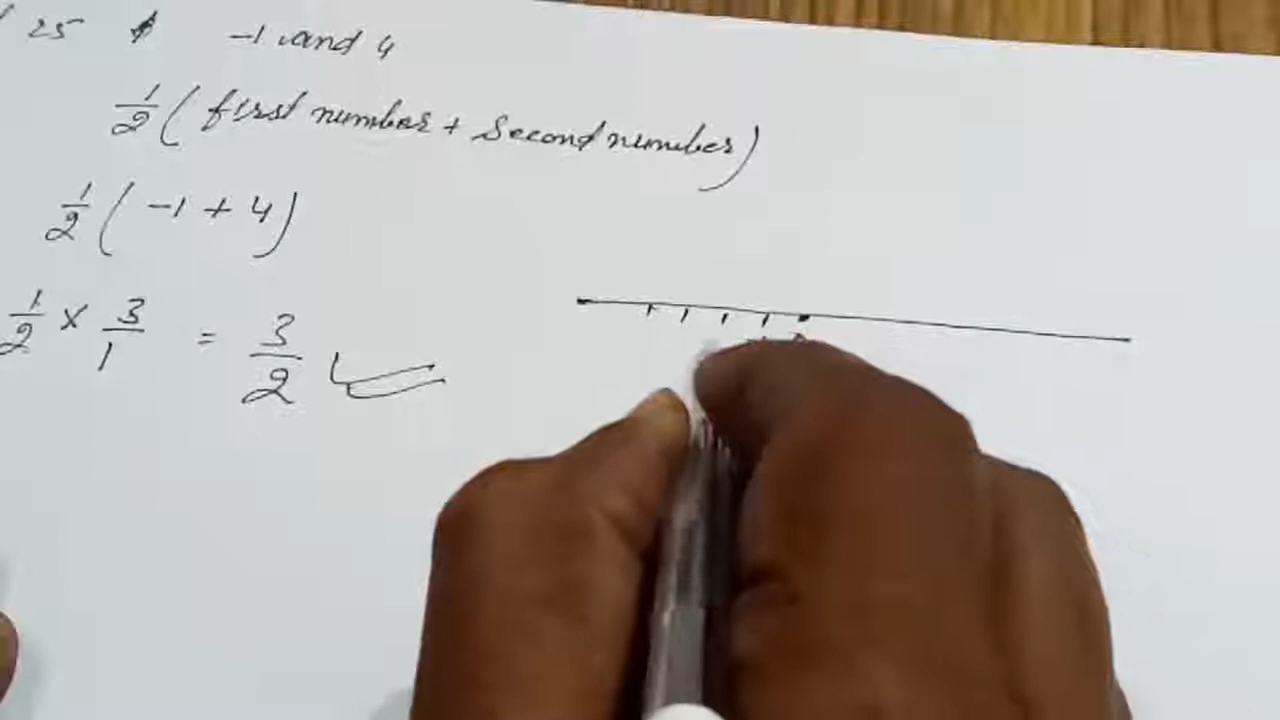 25 -1 and 4
1/2 ( first number + Second number )
1/2 ( -1 + 4 )
1/2 × 3/1 = 3/2